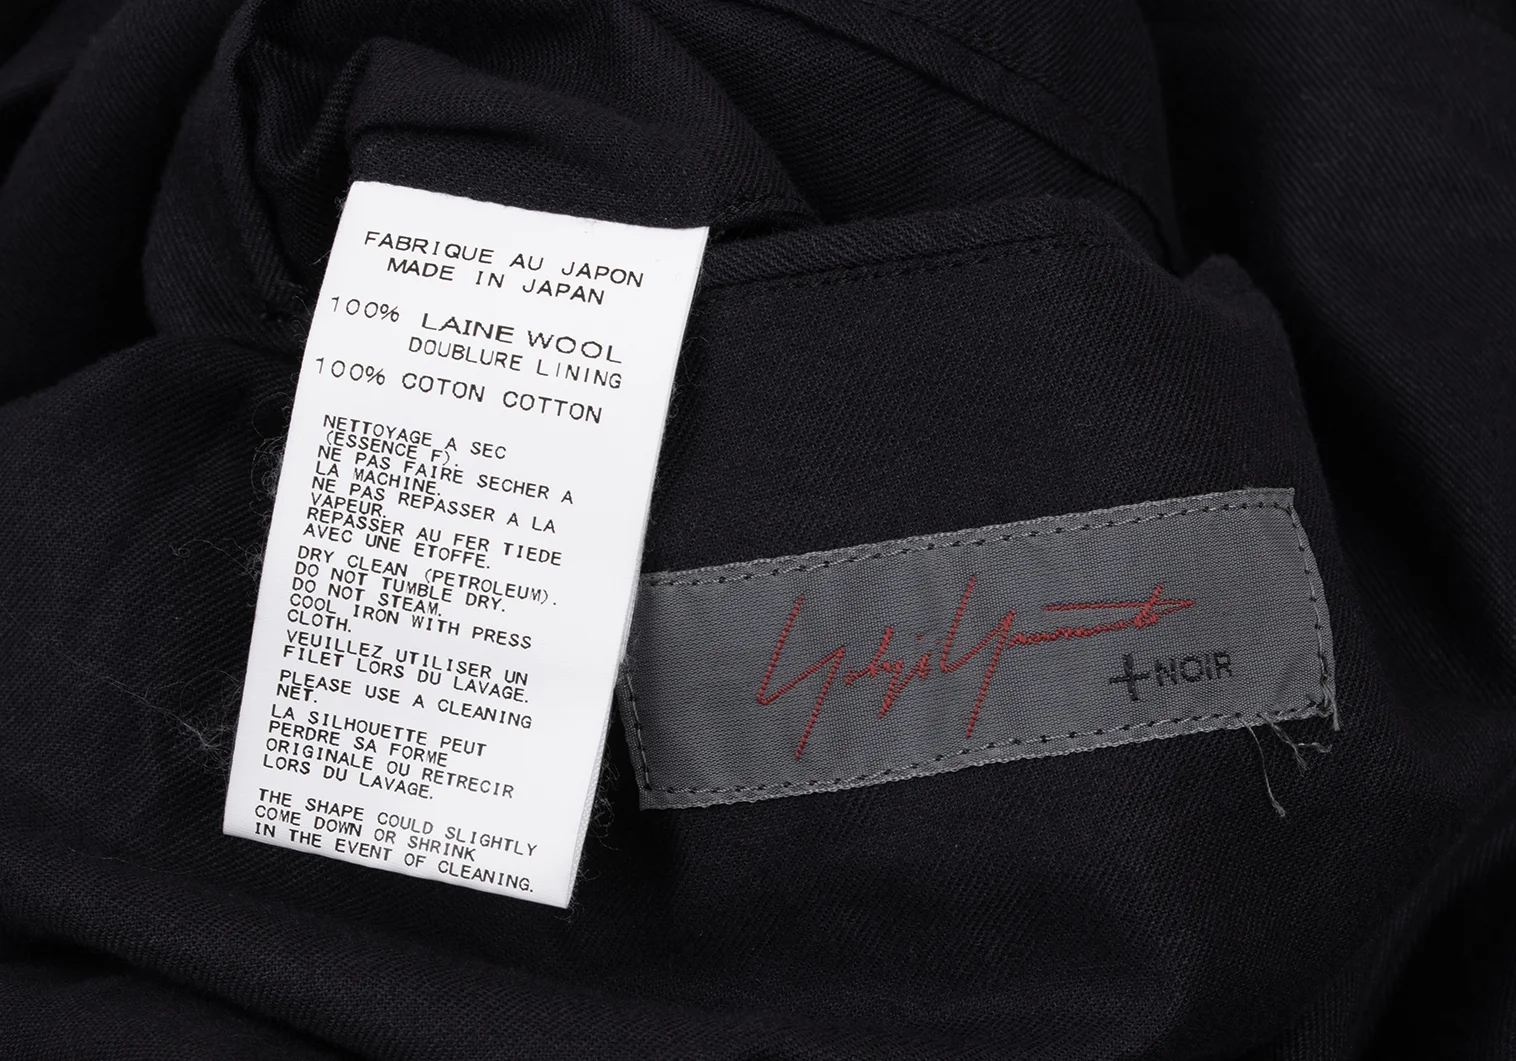 FABRIQUE AU JAPON
MADE IN JAPAN
100% LAINE WOOL
DOUBLURE LINING
100% COTON COTTON
NETTOYAGE A SEC
(ESSENCE F).
NE PAS FAIRE SECHER A
LA MACHINE.
NE PAS REPASSER A LA
VAPEUR.
REPASSER AU FER TIEDE
AVEC UNE ETOFFE.
DRY CLEAN (PETROLEUM).
DO NOT TUMBLE DRY.
DO NOT STEAM.
COOL IRON WITH PRESS
CLOTH.
VEUILLEZ UTILISER UN
FILET LORS DU LAVAGE.
PLEASE USE A CLEANING
NET.
LA SILHOUETTE PEUT
PERDRE SA FORME
ORIGINALE OU RETRECIR
LORS DU LAVAGE.
THE SHAPE COULD SLIGHTLY
COME DOWN OR SHRINK
IN THE EVENT OF CLEANING.
Yohji Yamamoto
+NOIR